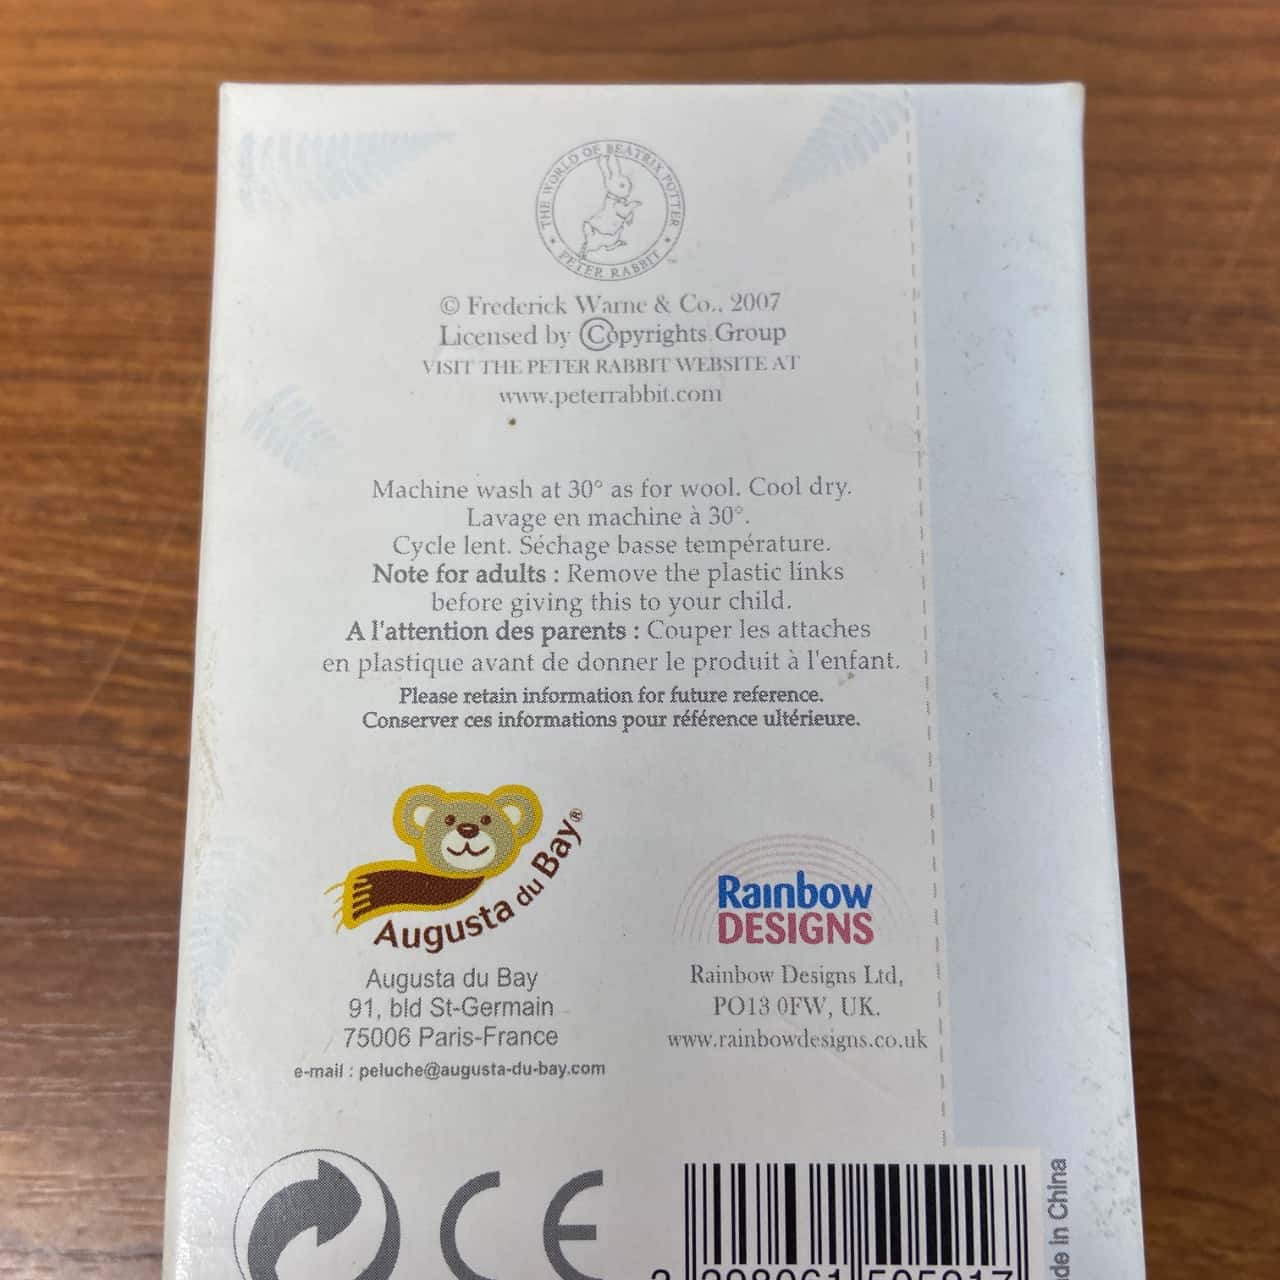 THE WORLD OF BEATRIX POTTER
PETER RABBIT
© Frederick Warne & Co., 2007
Licensed by Copyrights Group
VISIT THE PETER RABBIT WEBSITE AT
www.peterrabbit.com
Machine wash at 30° as for wool. Cool dry.
Lavage en machine à 30°.
Cycle lent. Séchage basse température.
Note for adults : Remove the plastic links
before giving this to your child.
A l'attention des parents : Couper les attaches
en plastique avant de donner le produit à l'enfant.
Please retain information for future reference.
Conserver ces informations pour référence ultérieure.
Augusta du Bay®
Augusta du Bay
91, bld St-Germain
75006 Paris-France
e-mail : peluche@augusta-du-bay.com
Rainbow
DESIGNS
Rainbow Designs Ltd,
PO13 0FW, UK.
www.rainbowdesigns.co.uk
CE
in China